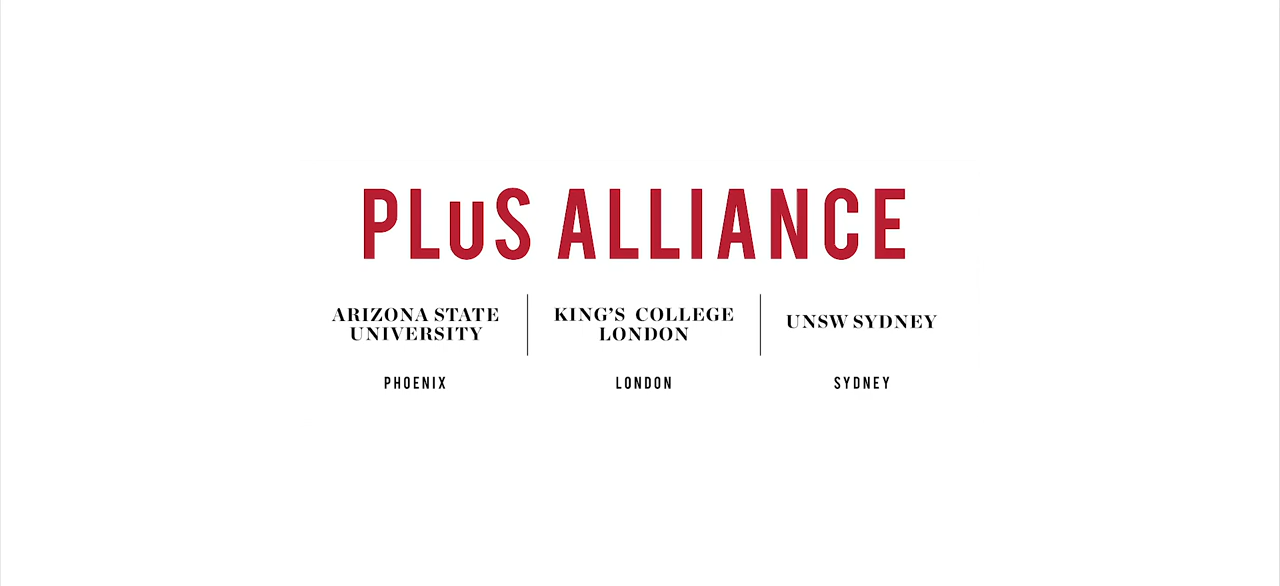 PLuS ALLIANCE
ARIZONA STATE
UNIVERSITY
KING’S COLLEGE
LONDON
UNSW SYDNEY
PHOENIX
LONDON
SYDNEY